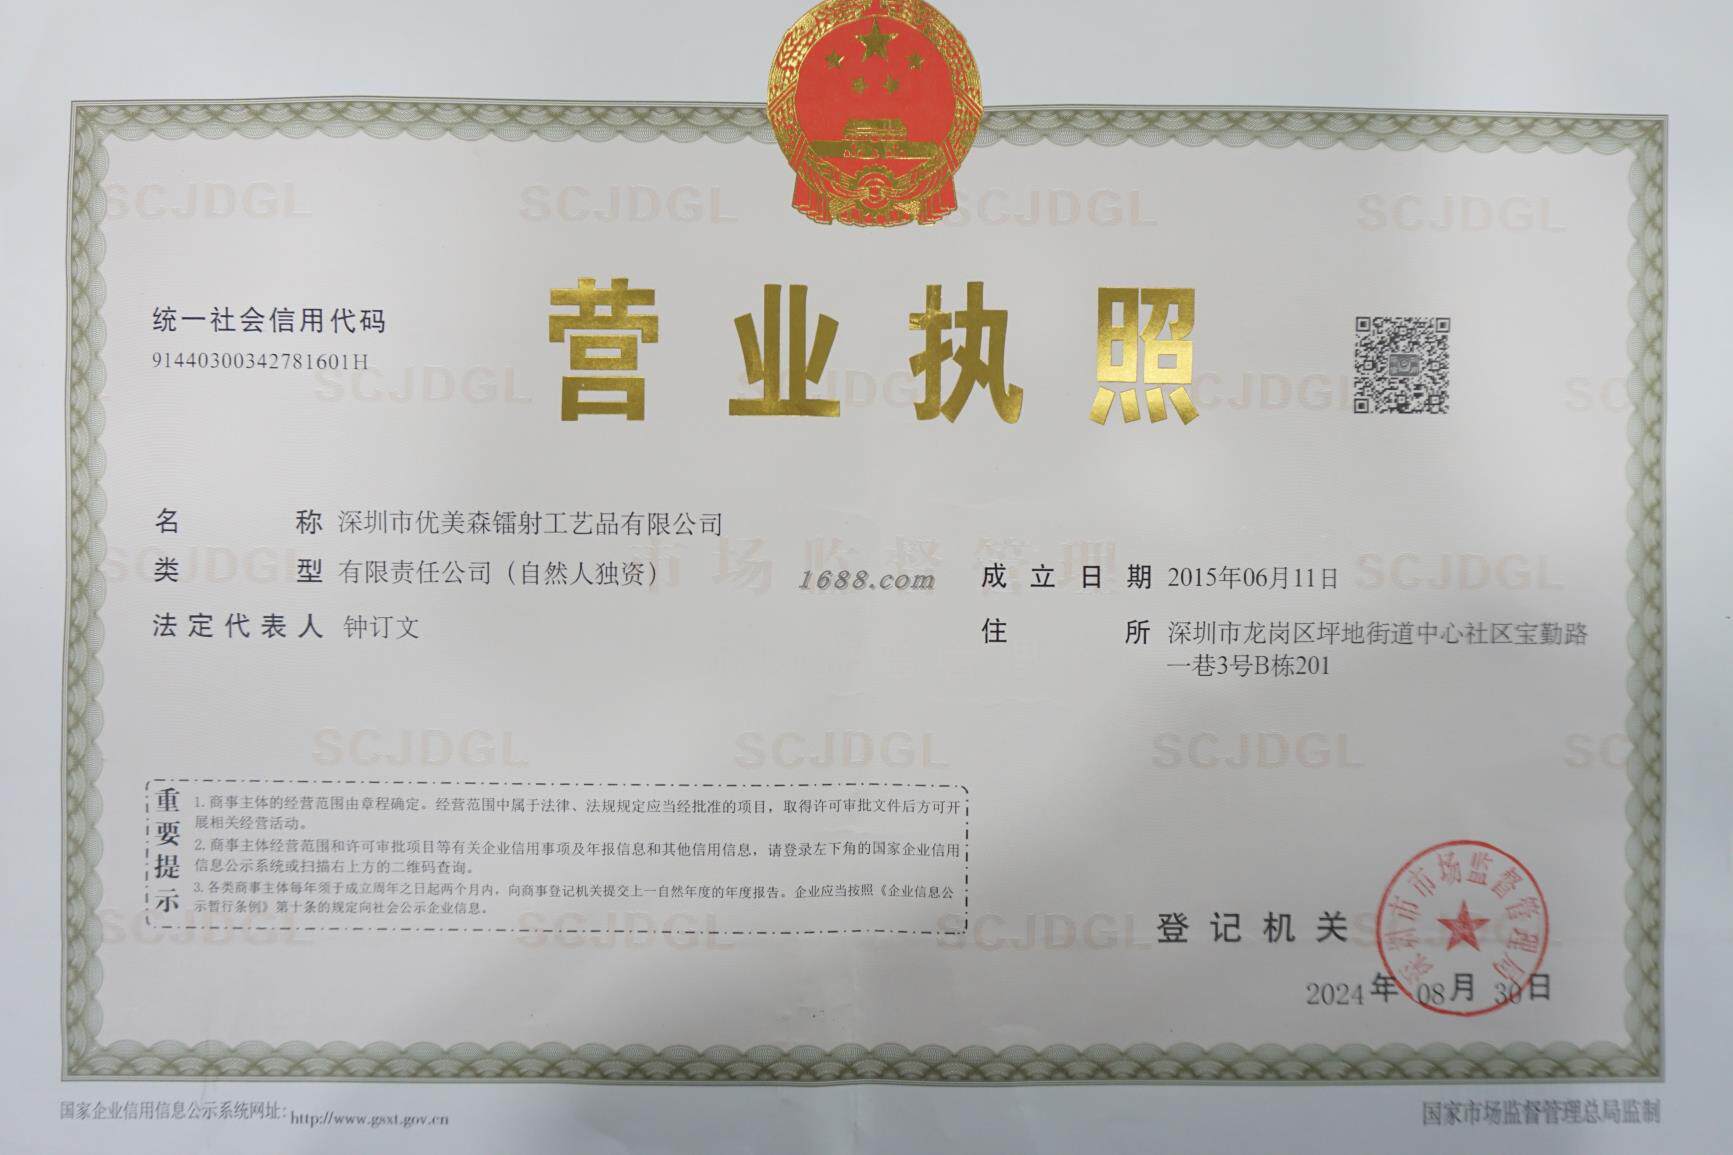 营业执照
统一社会信用代码
91440300342781601H
名称 深圳市优美森镭射工艺品有限公司
类型 有限责任公司（自然人独资）
法定代表人 钟订文
1688.com
成立日期 2015年06月11日
住所 深圳市龙岗区坪地街道中心社区宝勤路
一巷3号B栋201
重要提示
1.商事主体的经营范围由章程确定。经营范围中属于法律、法规规定应当经批准的项目，取得许可审批文件后方可开
展相关经营活动。
2.商事主体经营范围和许可审批项目等有关企业信用事项及年报信息和其他信用信息，请登录左下角的国家企业信用
信息公示系统或扫描右上方的二维码查询。
3.各类商事主体每年须于成立周年之日起两个月内，向商事登记机关提交上一自然年度的年度报告。企业应当按照《企业信息公
示暂行条例》第十条的规定向社会公示企业信息。
登记机关
深圳市市场监督管理局
2024年08月30日
国家企业信用信息公示系统网址：http://www.gsxt.gov.cn
国家市场监督管理总局监制
SCJDGL
市场监督管理